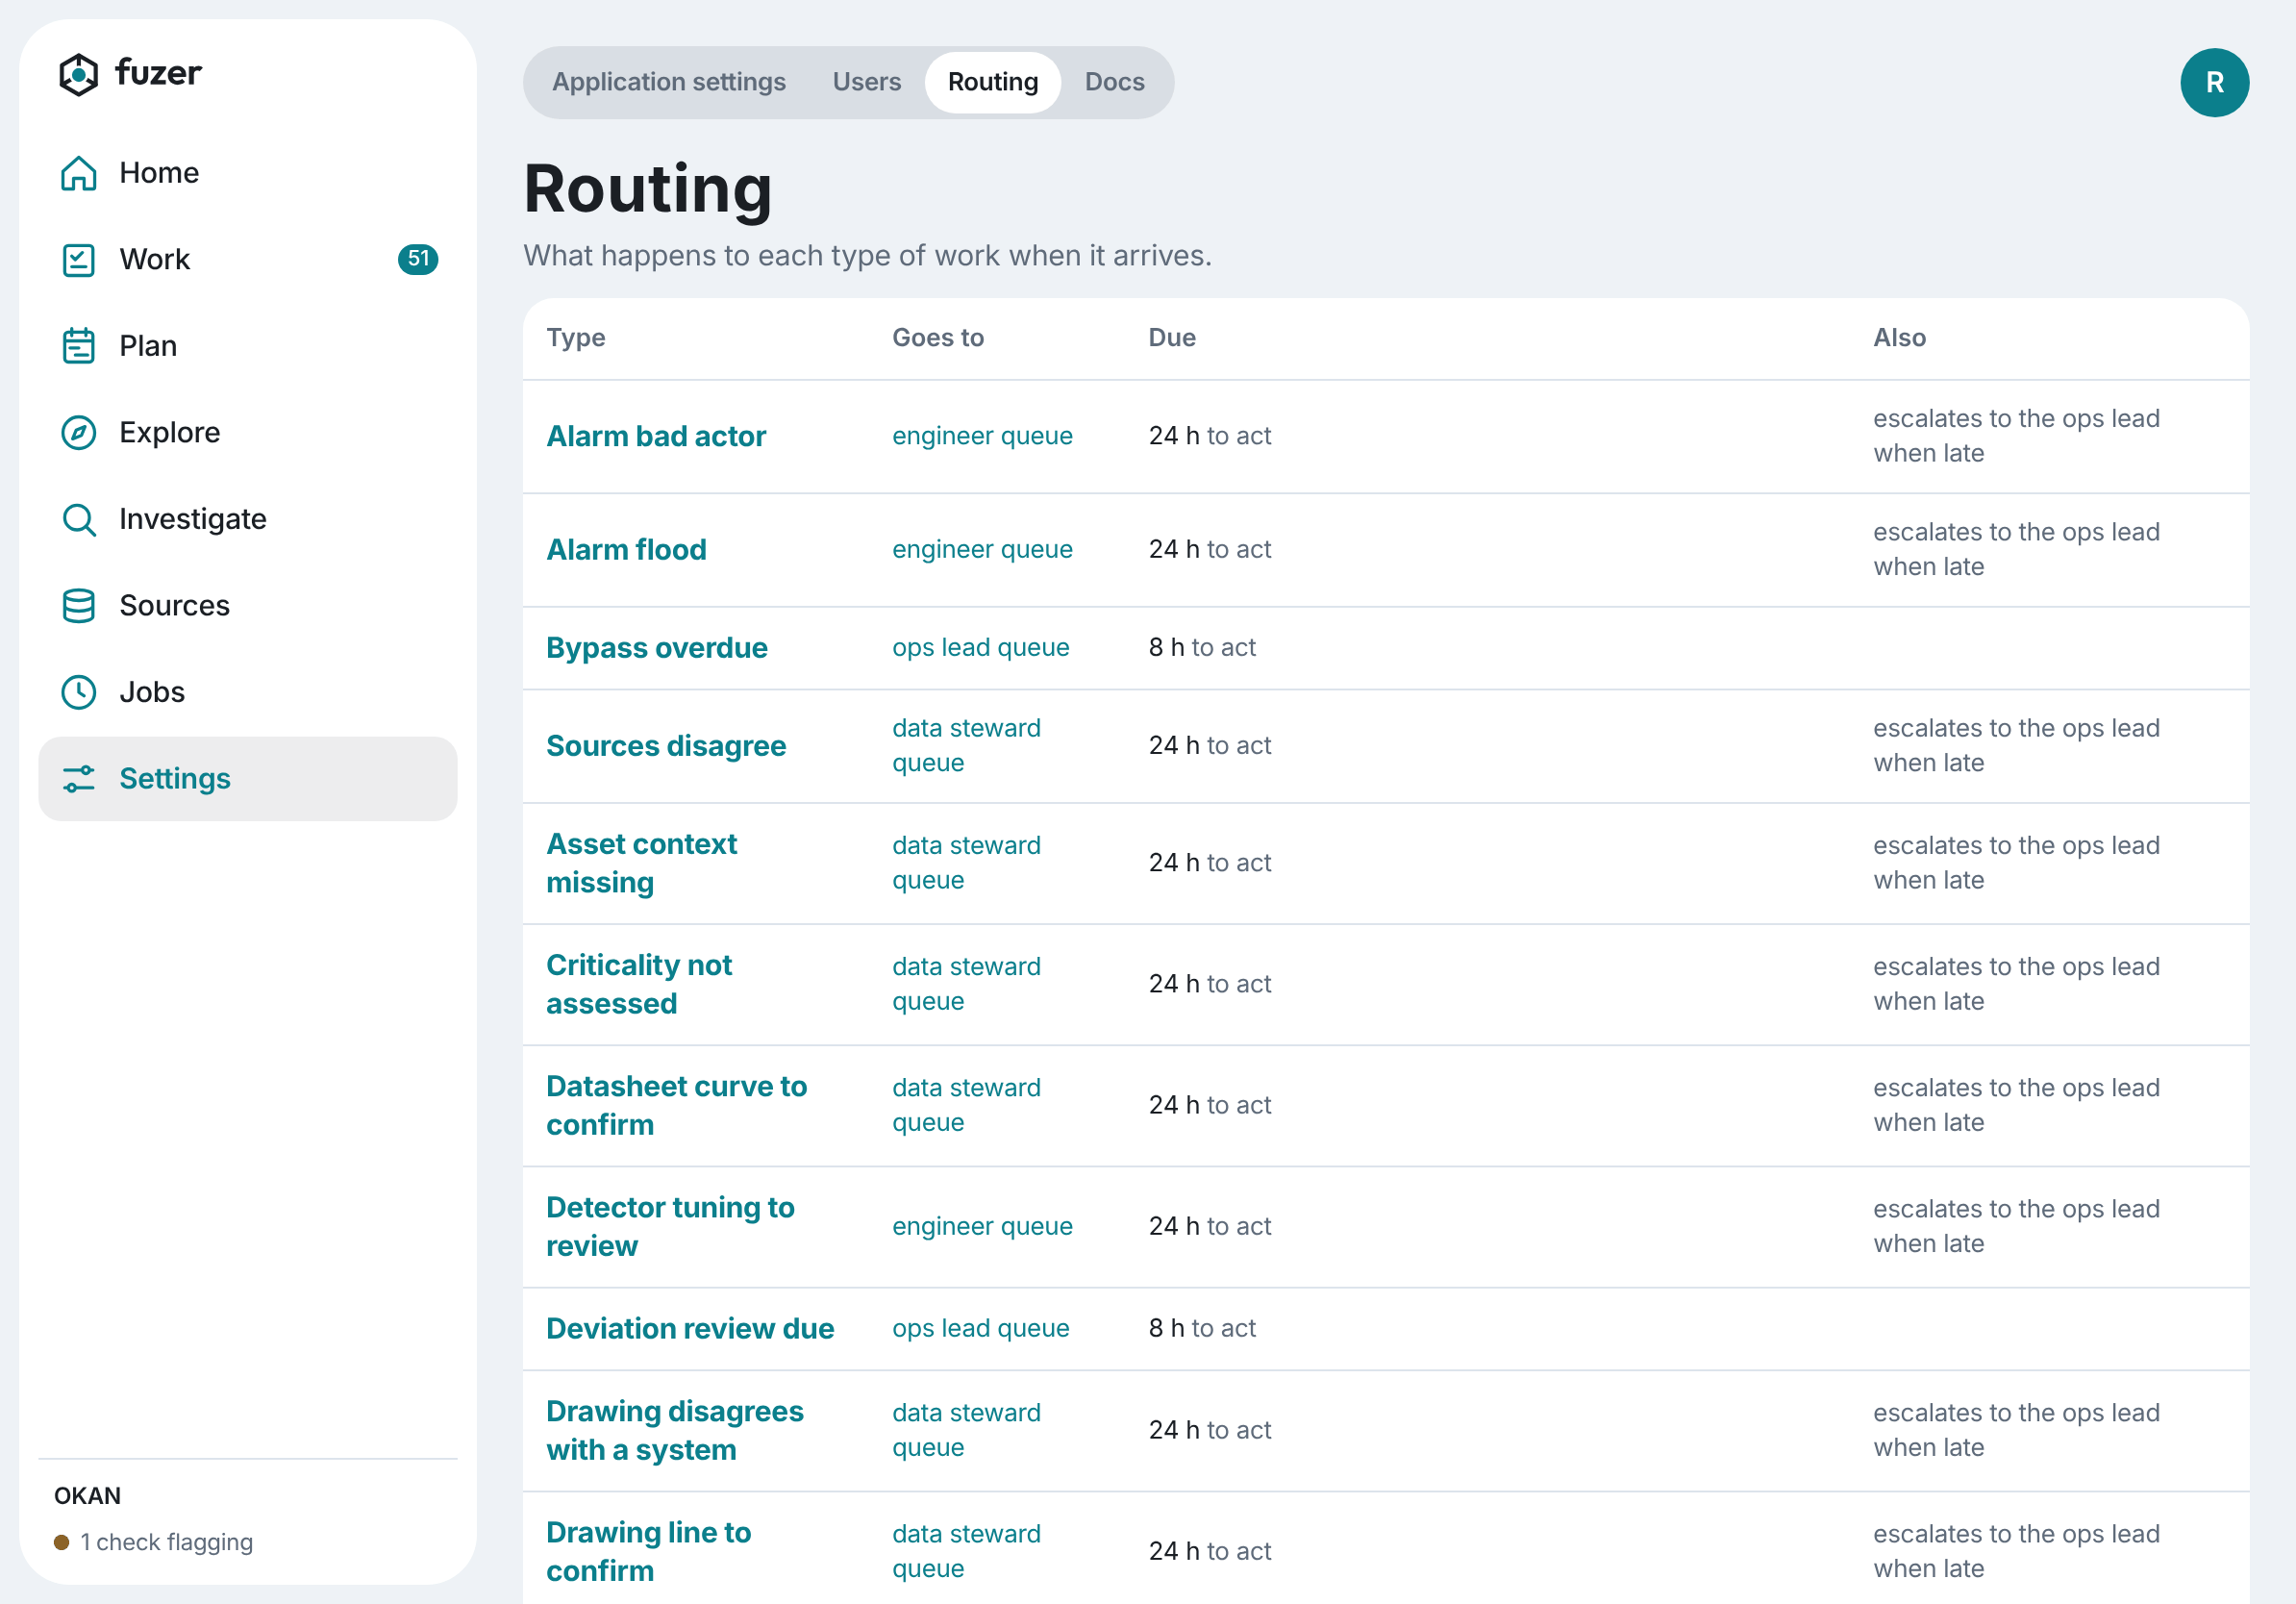 fuzer
Home
Work 51
Plan
Explore
Investigate
Sources
Jobs
Settings
OKAN
1 check flagging
Application settings Users Routing Docs
R
Routing
What happens to each type of work when it arrives.
Type Goes to Due Also
Alarm bad actor engineer queue 24 h to act escalates to the ops lead
when late
Alarm flood engineer queue 24 h to act escalates to the ops lead
when late
Bypass overdue ops lead queue 8 h to act
Sources disagree data steward
queue 24 h to act escalates to the ops lead
when late
Asset context
missing data steward
queue 24 h to act escalates to the ops lead
when late
Criticality not
assessed data steward
queue 24 h to act escalates to the ops lead
when late
Datasheet curve to
confirm data steward
queue 24 h to act escalates to the ops lead
when late
Detector tuning to
review engineer queue 24 h to act escalates to the ops lead
when late
Deviation review due ops lead queue 8 h to act
Drawing disagrees
with a system data steward
queue 24 h to act escalates to the ops lead
when late
Drawing line to
confirm data steward
queue 24 h to act escalates to the ops lead
when late